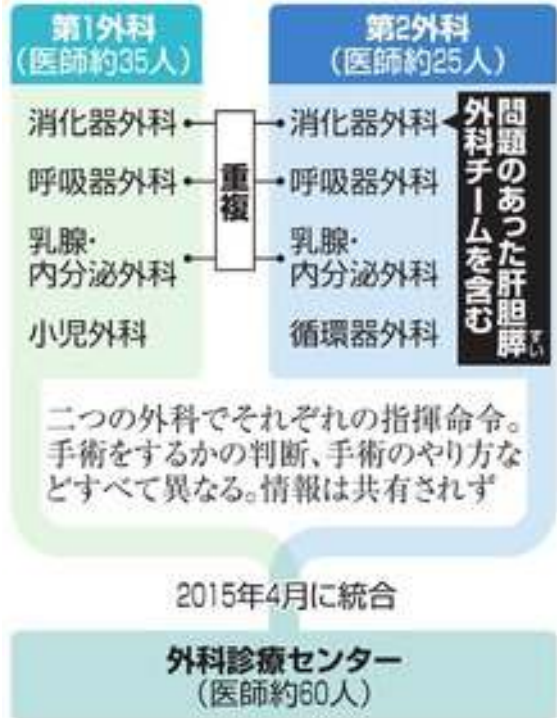 第1外科
(医師約35人)
消化器外科
呼吸器外科
乳腺・
内分泌外科
小児外科
重複
第2外科
(医師約25人)
消化器外科
呼吸器外科
乳腺・
内分泌外科
循環器外科
問題のあった肝胆膵
すい
外科チームを含む
二つの外科でそれぞれの指揮命令。
手術をするかの判断、手術のやり方な
どすべて異なる。情報は共有されず
2015年4月に統合
外科診療センター
(医師約60人)